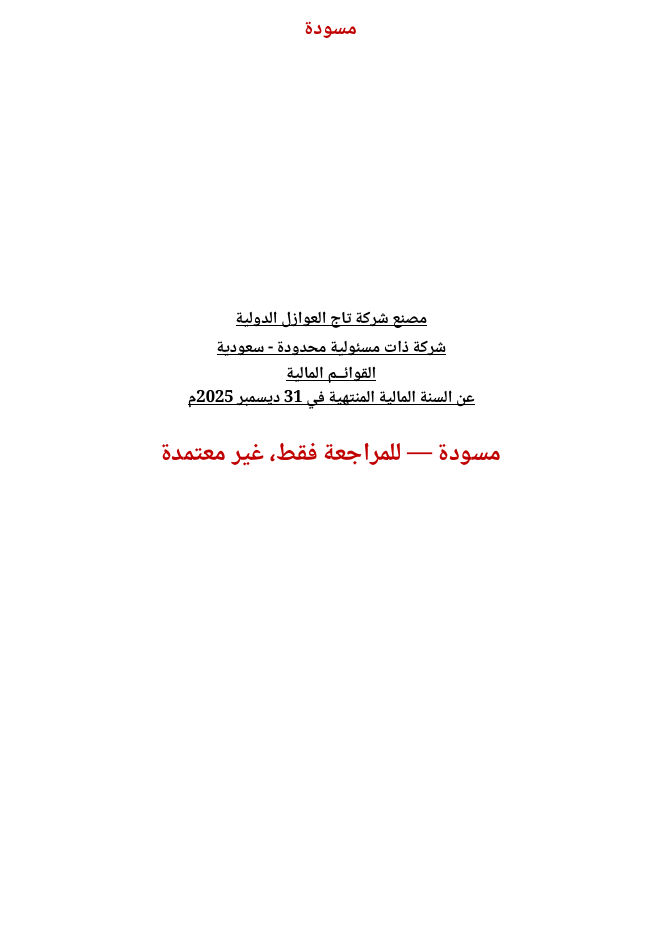 مسودة
مصنع شركة تاج العوازل الدولية
شركة ذات مسئولية محدودة - سعودية
القوائــم المالية
عن السنة المالية المنتهية في 31 ديسمبر 2025م
مسودة — للمراجعة فقط، غير معتمدة